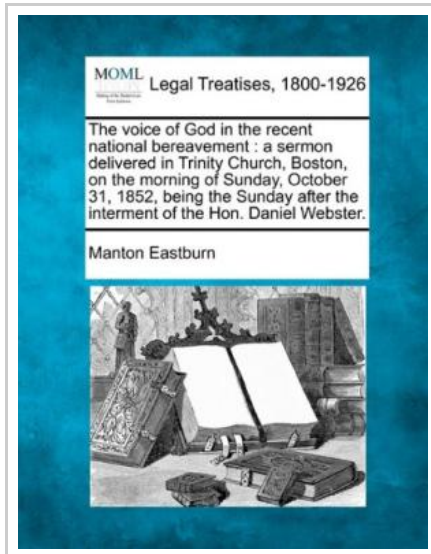 MOML
Legal Treatises, 1800-1926
The voice of God in the recent
national bereavement : a sermon
delivered in Trinity Church, Boston,
on the morning of Sunday, October
31, 1852, being the Sunday after the
interment of the Hon. Daniel Webster.
Manton Eastburn